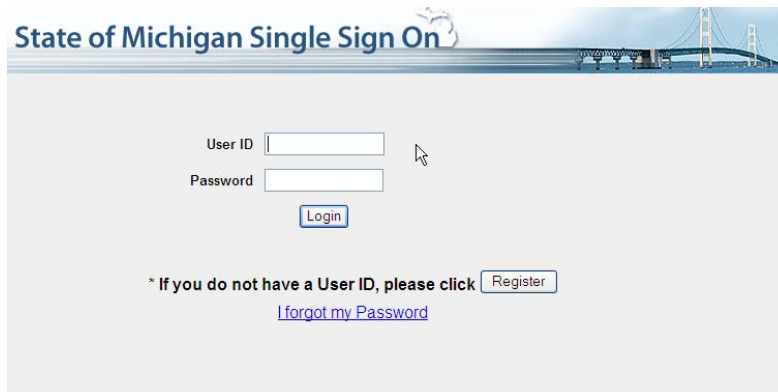 State of Michigan Single Sign On
User ID
Password
Login
* If you do not have a User ID, please click Register
I forgot my Password